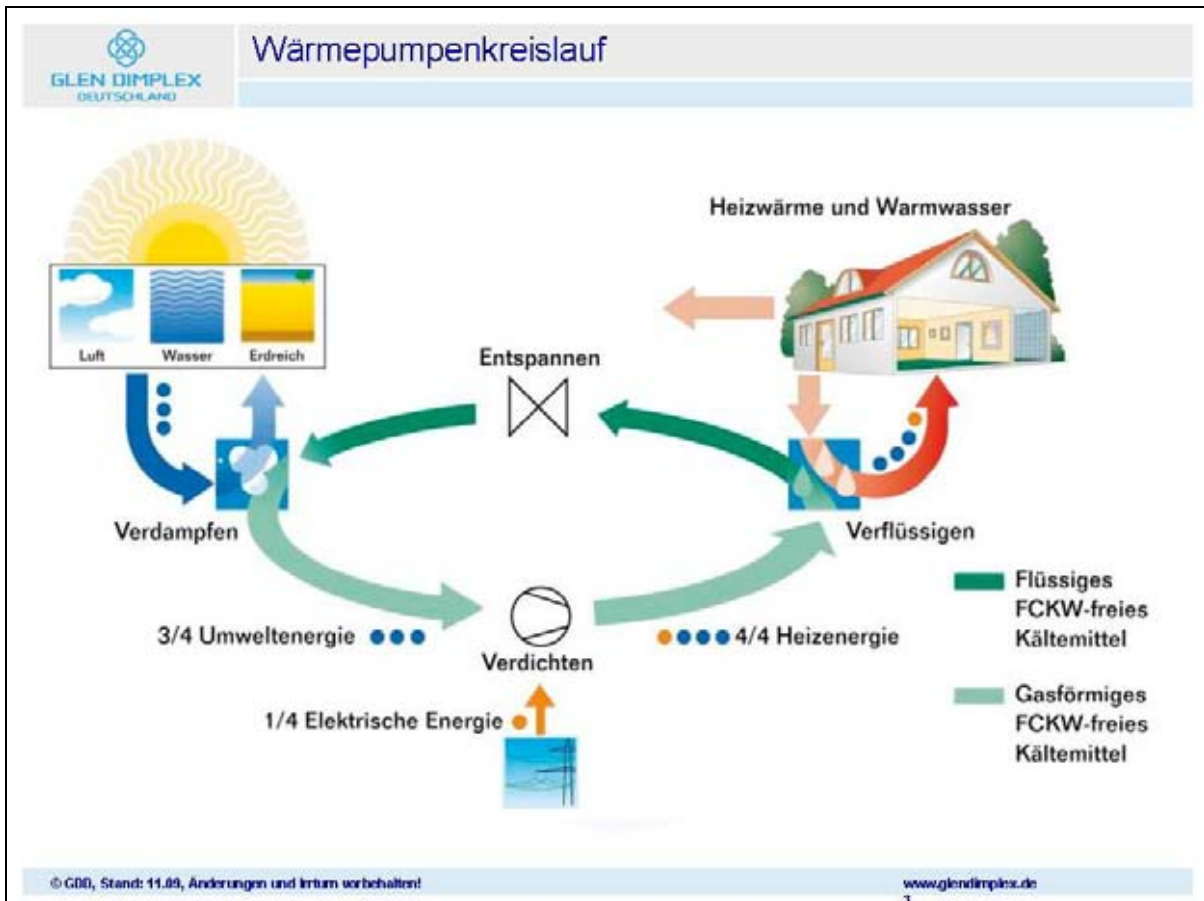 GLEN DIMPLEX
DEUTSCHLAND
Wärmepumpenkreislauf
Heizwärme und Warmwasser
Luft
Wasser
Erdreich
Entspannen
Verdampfen
Verflüssigen
Flüssiges
FCKW-freies
Kältemittel
3/4 Umweltenergie
Verdichten
4/4 Heizenergie
Gasförmiges
FCKW-freies
Kältemittel
1/4 Elektrische Energie
© GDD, Stand: 11.09, Änderungen und Irrtum vorbehalten!
www.glendimplex.de